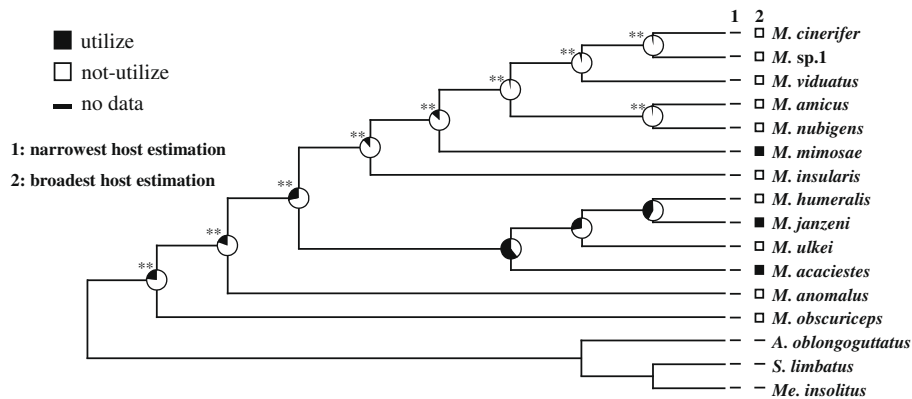 utilize
not-utilize
no data
1: narrowest host estimation
2: broadest host estimation
1 2
** M. cinerifer
** M. sp.1
** M. viduatus
** M. amicus
** M. nubigens
** M. mimosae
M. insularis
** M. humeralis
M. janzeni
** M. ulkei
** M. acaciestes
M. anomalus
M. obscuriceps
A. oblongoguttatus
S. limbatus
Me. insolitus